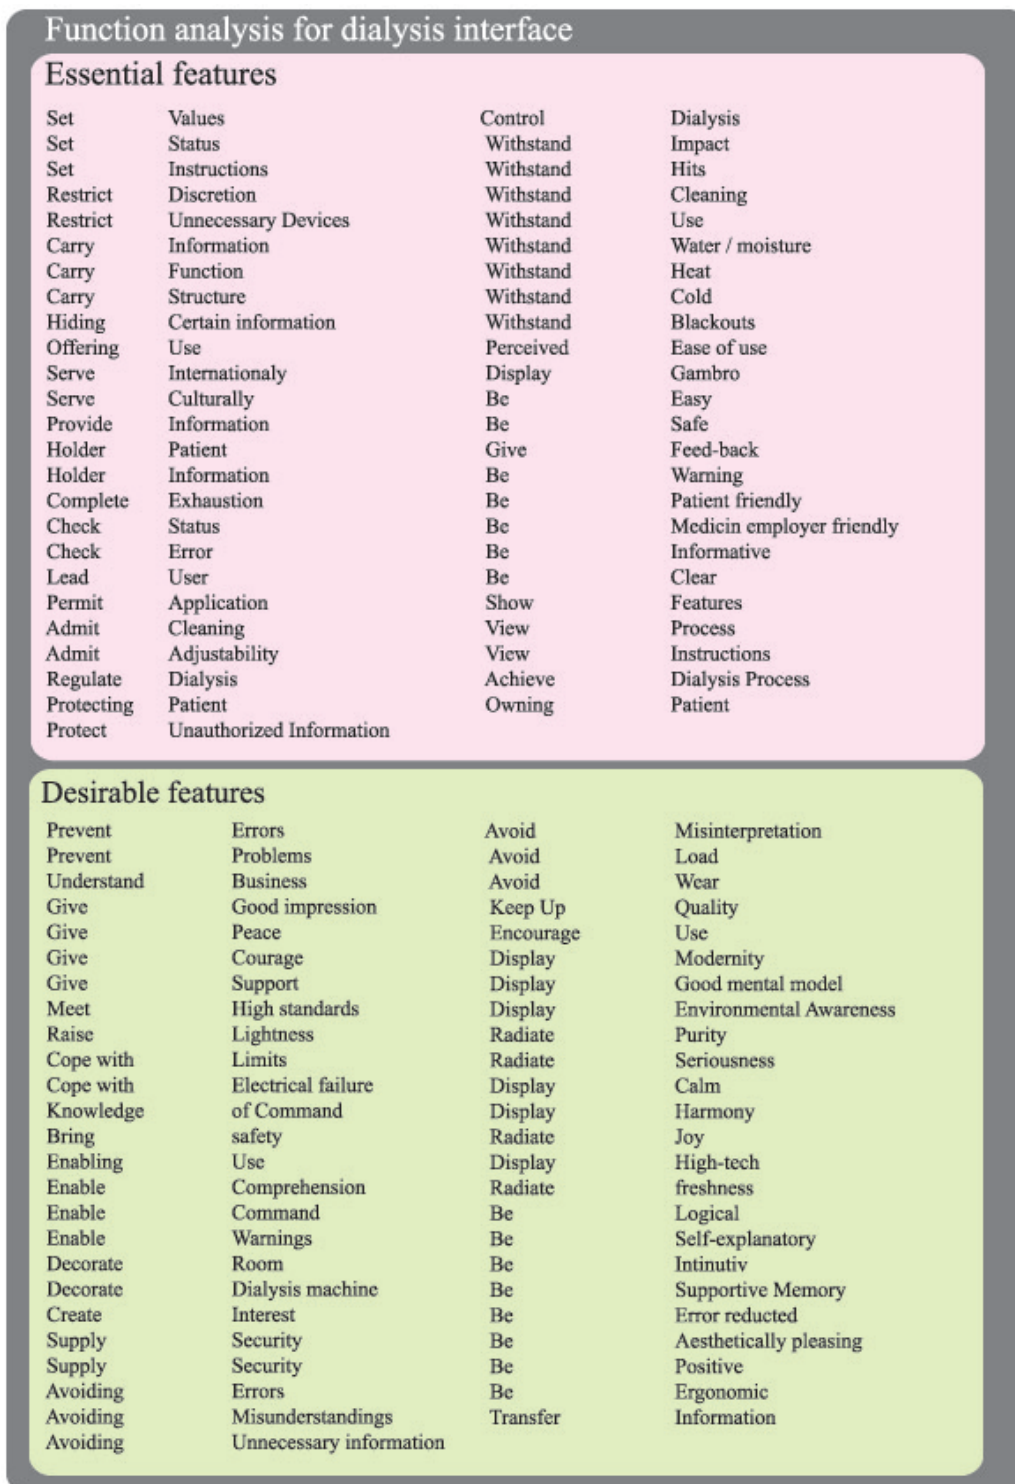 Function analysis for dialysis interface
Essential features
Set Values Control Dialysis
Set Status Withstand Impact
Set Instructions Withstand Hits
Restrict Discretion Withstand Cleaning
Restrict Unnecessary Devices Withstand Use
Carry Information Withstand Water / moisture
Carry Function Withstand Heat
Carry Structure Withstand Cold
Hiding Certain information Withstand Blackouts
Offering Use Perceived Ease of use
Serve Internationaly Display Gambro
Serve Culturally Be Easy
Provide Information Be Safe
Holder Patient Give Feed-back
Holder Information Be Warning
Complete Exhaustion Be Patient friendly
Check Status Be Medicin employer friendly
Check Error Be Informative
Lead User Be Clear
Permit Application Show Features
Admit Cleaning View Process
Admit Adjustability View Instructions
Regulate Dialysis Achieve Dialysis Process
Protecting Patient Owning Patient
Protect Unauthorized Information
Desirable features
Prevent Errors Avoid Misinterpretation
Prevent Problems Avoid Load
Understand Business Avoid Wear
Give Good impression Keep Up Quality
Give Peace Encourage Use
Give Courage Display Modernity
Give Support Display Good mental model
Meet High standards Display Environmental Awareness
Raise Lightness Radiate Purity
Cope with Limits Radiate Seriousness
Cope with Electrical failure Display Calm
Knowledge of Command Display Harmony
Bring safety Radiate Joy
Enabling Use Display High-tech
Enable Comprehension Radiate freshness
Enable Command Be Logical
Enable Warnings Be Self-explanatory
Decorate Room Be Intinutiv
Decorate Dialysis machine Be Supportive Memory
Create Interest Be Error reducted
Supply Security Be Aesthetically pleasing
Supply Security Be Positive
Avoiding Errors Be Ergonomic
Avoiding Misunderstandings Transfer Information
Avoiding Unnecessary information